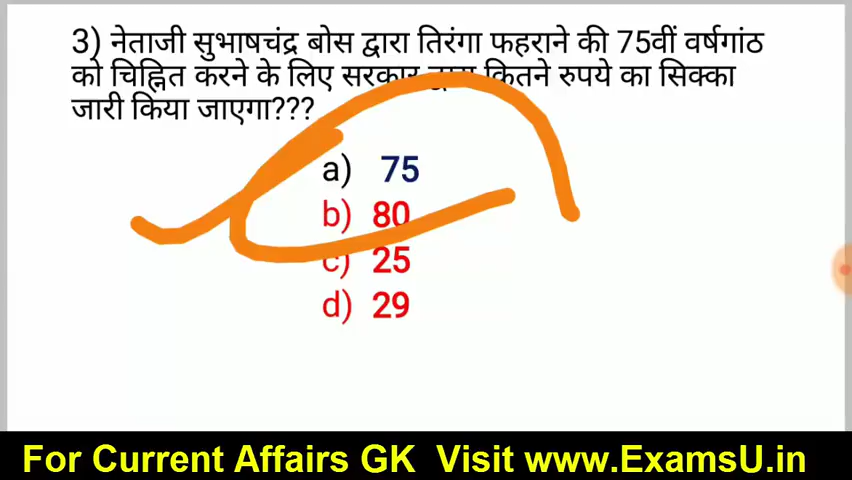 3) नेताजी सुभाषचंद्र बोस द्वारा तिरंगा फहराने की 75वीं वर्षगांठ
को चिह्नित करने के लिए सरकार द्वारा कितने रुपये का सिक्का
जारी किया जाएगा???
a) 75
b) 80
c) 25
d) 29
For Current Affairs GK Visit www.ExamsU.in